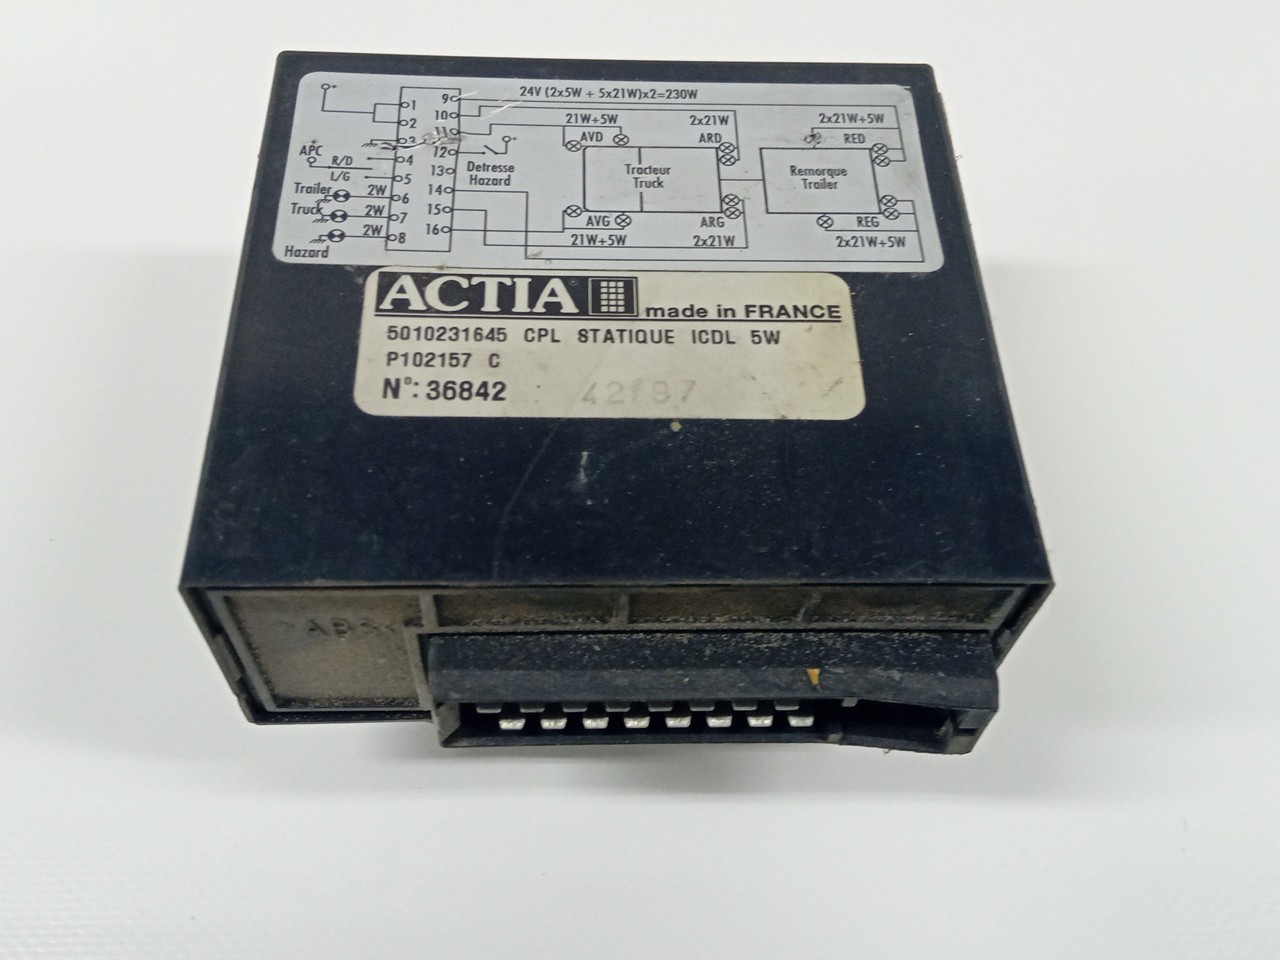 24V (2x5W + 5x21W)x2=230W
+
1
2
3
4
5
6
7
8
9
10
11
12
13
14
15
16
+
APC
R/D
L/G
Trailer 2W
Truck 2W
2W
Hazard
+
Detresse
Hazard
21W+5W
AVD
2x21W
ARD
Tracteur
Truck
AVG
21W+5W
ARG
2x21W
2x21W+5W
RED
Remorque
Trailer
REG
2x21W+5W
ACTIA made in FRANCE
5010231645 CPL STATIQUE ICDL 5W
P102157 C
N°: 36842 42197